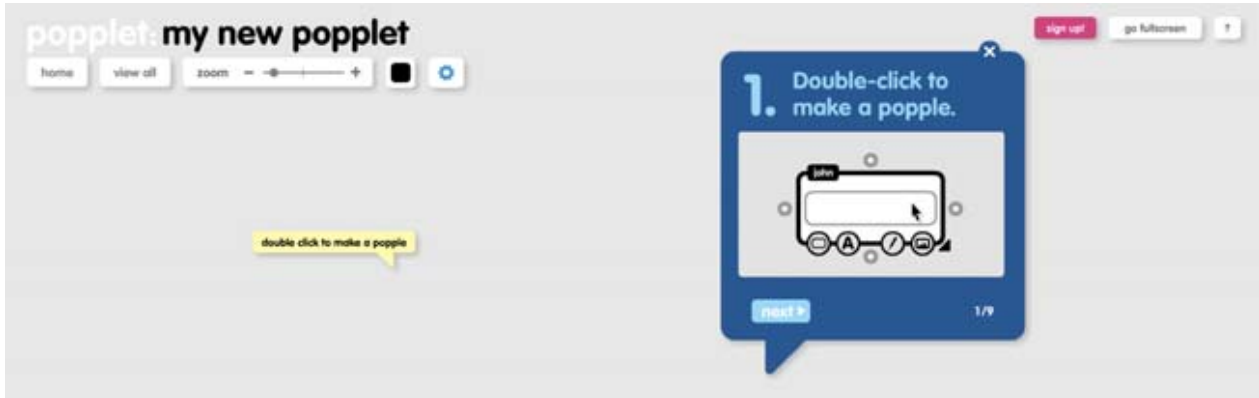 popplet: my new popplet
sign up! go fullscreen ?
home view all zoom - +
1. Double-click to
make a popple.
john
double click to make a popple
A
next
1/9